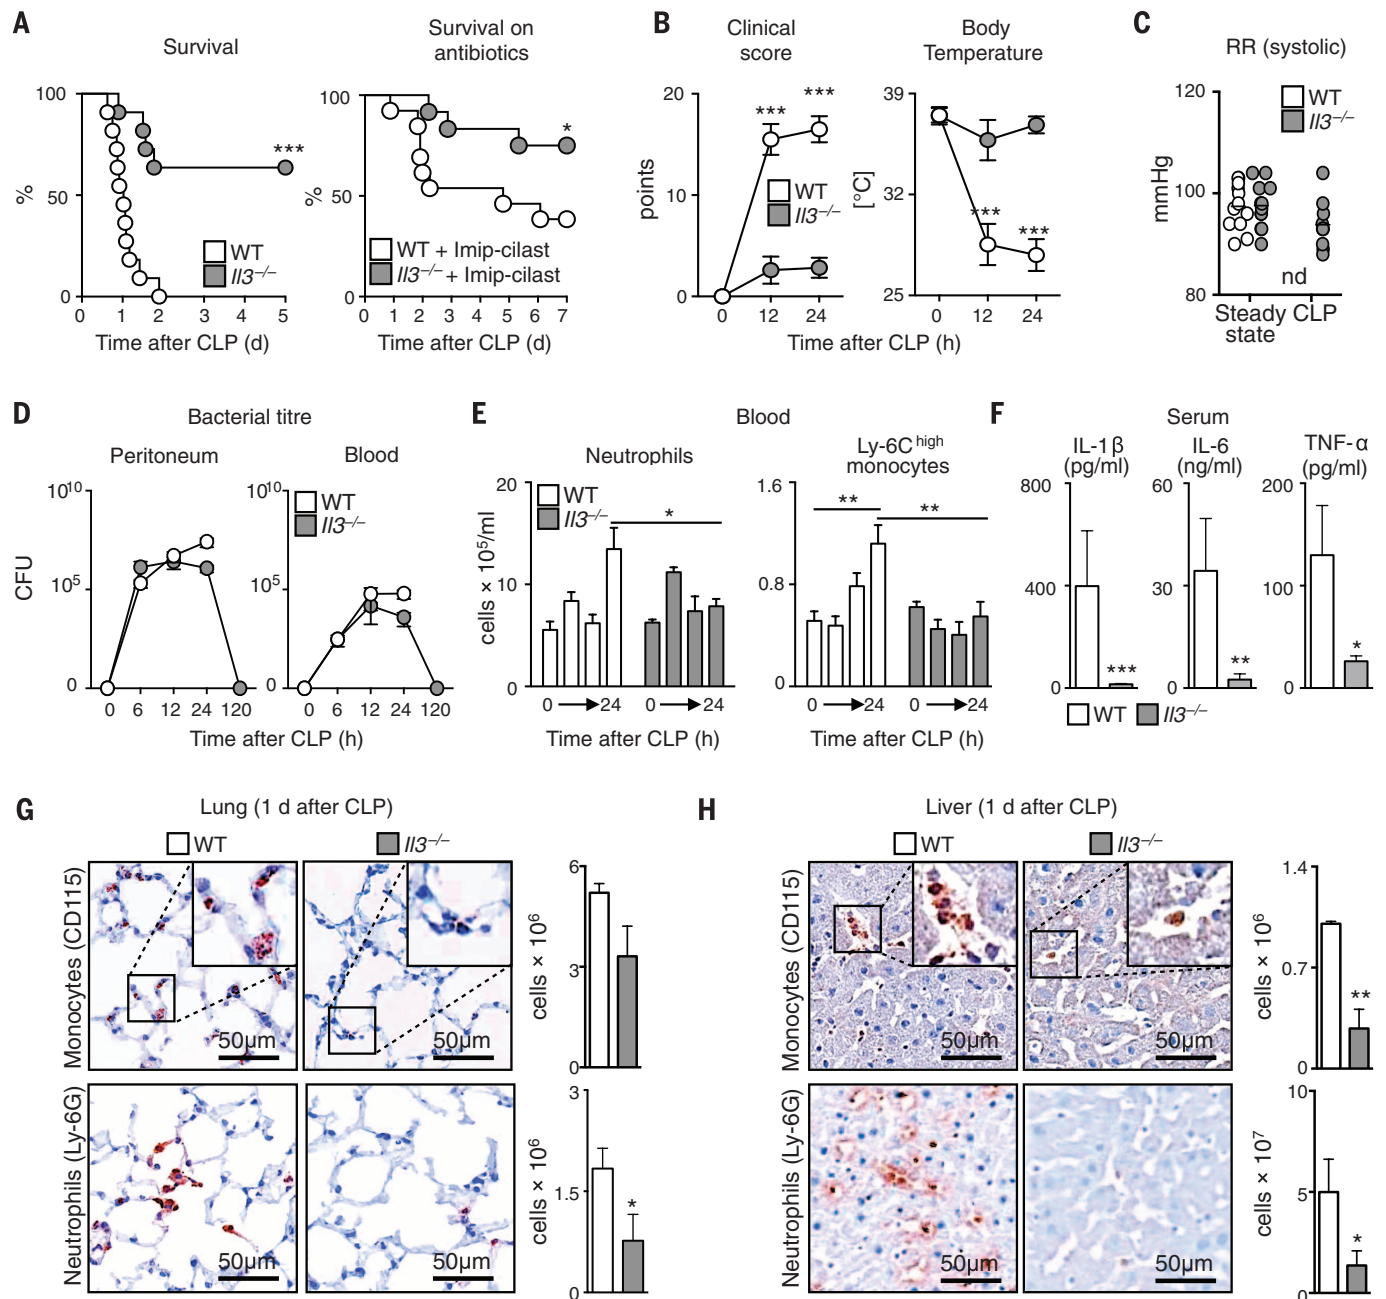 A
Survival
Survival on
antibiotics
100
50
0
%
0 1 2 3 4 5
***
WT
Il3–/–
Time after CLP (d)
100
50
0
%
0 1 2 3 4 5 6 7
*
WT + Imip-cilast
Il3–/– + Imip-cilast
Time after CLP (d)
B
Clinical
score
Body
Temperature
20
10
0
points
*** ***
WT
Il3–/–
0 12 24
39
32
25
[°C]
*** ***
0 12 24
Time after CLP (h)
C
RR (systolic)
120
100
80
mmHg
WT
Il3–/–
nd
Steady CLP
state
D
Bacterial titre
Peritoneum
Blood
10^10
10^5
0
CFU
0 6 12 24 120
10^10
10^5
0
WT
Il3–/–
0 6 12 24 120
Time after CLP (h)
E
Blood
Neutrophils
Ly-6C^high
monocytes
20
10
0
cells × 10^5/ml
WT
Il3–/–
*
0 → 24 0 → 24
1.6
0.8
0
** **
0 → 24 0 → 24
Time after CLP (h)
F
Serum
IL-1β
(pg/ml)
IL-6
(ng/ml)
TNF-α
(pg/ml)
800
400
0
***
60
30
0
**
200
100
0
*
WT Il3–/–
G
Lung (1 d after CLP)
WT Il3–/–
Monocytes (CD115)
50μm
50μm
6
3
0
cells × 10^6
Neutrophils (Ly-6G)
50μm
50μm
3
1.5
0
cells × 10^6
*
H
Liver (1 d after CLP)
WT Il3–/–
Monocytes (CD115)
50μm
50μm
1.4
0.7
0
cells × 10^6
**
Neutrophils (Ly-6G)
50μm
50μm
10
5
0
cells × 10^7
*